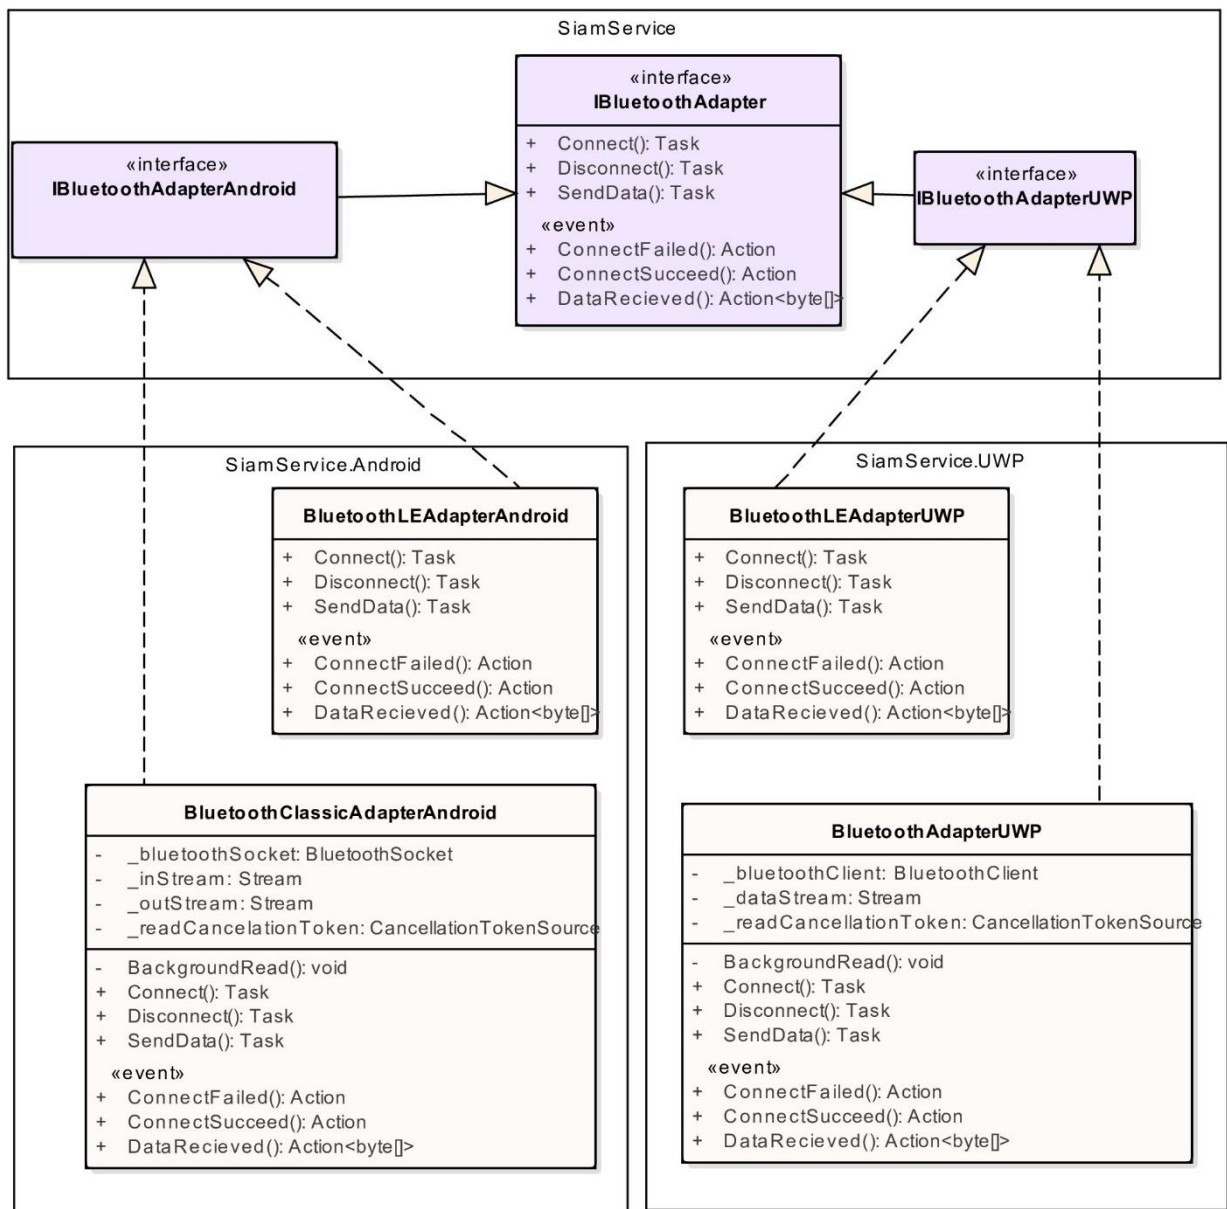 SiamService
«interface»
IBluetoothAdapter
+ Connect(): Task
+ Disconnect(): Task
+ SendData(): Task
«event»
+ ConnectFailed(): Action
+ ConnectSucceed(): Action
+ DataRecieved(): Action<byte[]>
«interface»
IBluetoothAdapterAndroid
«interface»
IBluetoothAdapterUWP
SiamService.Android
BluetoothLEAdapterAndroid
+ Connect(): Task
+ Disconnect(): Task
+ SendData(): Task
«event»
+ ConnectFailed(): Action
+ ConnectSucceed(): Action
+ DataRecieved(): Action<byte[]>
BluetoothClassicAdapterAndroid
- _bluetoothSocket: BluetoothSocket
- _inStream: Stream
- _outStream: Stream
- _readCancelationToken: CancellationTokenSource
- BackgroundRead(): void
+ Connect(): Task
+ Disconnect(): Task
+ SendData(): Task
«event»
+ ConnectFailed(): Action
+ ConnectSucceed(): Action
+ DataRecieved(): Action<byte[]>
SiamService.UWP
BluetoothLEAdapterUWP
+ Connect(): Task
+ Disconnect(): Task
+ SendData(): Task
«event»
+ ConnectFailed(): Action
+ ConnectSucceed(): Action
+ DataRecieved(): Action<byte[]>
BluetoothAdapterUWP
- _bluetoothClient: BluetoothClient
- _dataStream: Stream
- _readCancellationToken: CancellationTokenSource
- BackgroundRead(): void
+ Connect(): Task
+ Disconnect(): Task
+ SendData(): Task
«event»
+ ConnectFailed(): Action
+ ConnectSucceed(): Action
+ DataRecieved(): Action<byte[]>